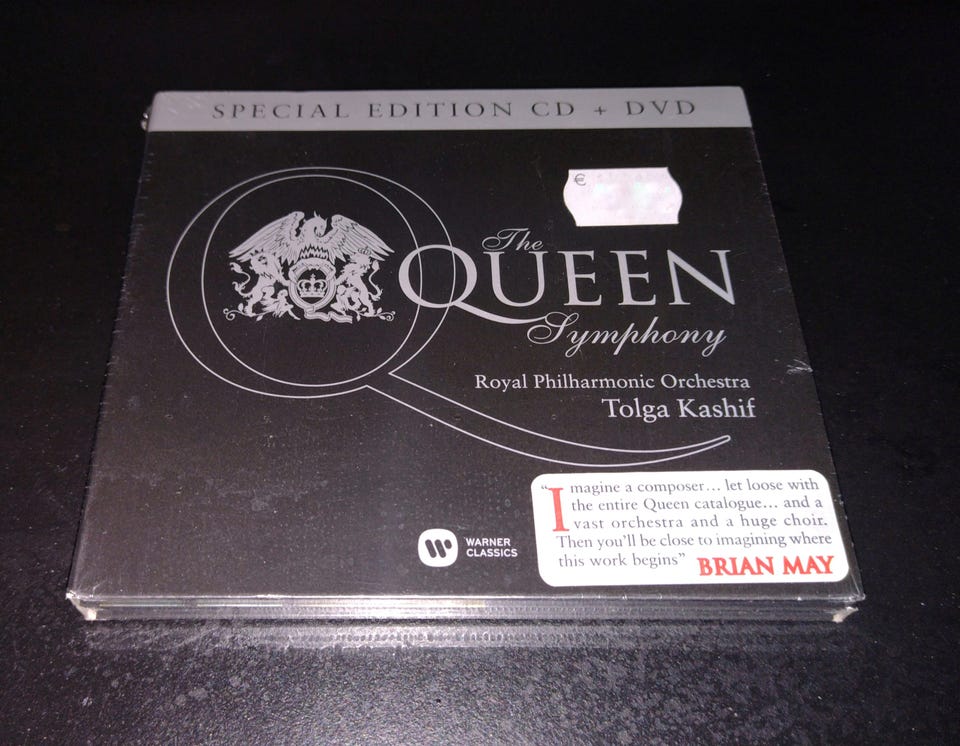 SPECIAL EDITION CD + DVD
€
The
QUEEN
Symphony
Royal Philharmonic Orchestra
Tolga Kashif
WARNER
CLASSICS
“Imagine a composer... let loose with
the entire Queen catalogue... and a
vast orchestra and a huge choir.
Then you'll be close to imagining where
this work begins” BRIAN MAY